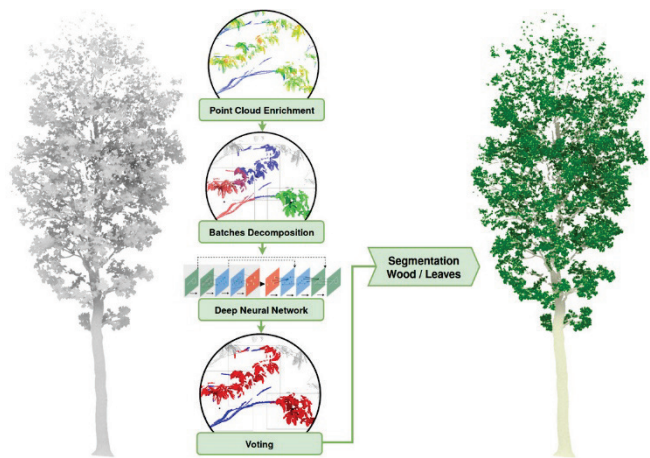 Point Cloud Enrichment
Batches Decomposition
Deep Neural Network
Voting
Segmentation
Wood / Leaves